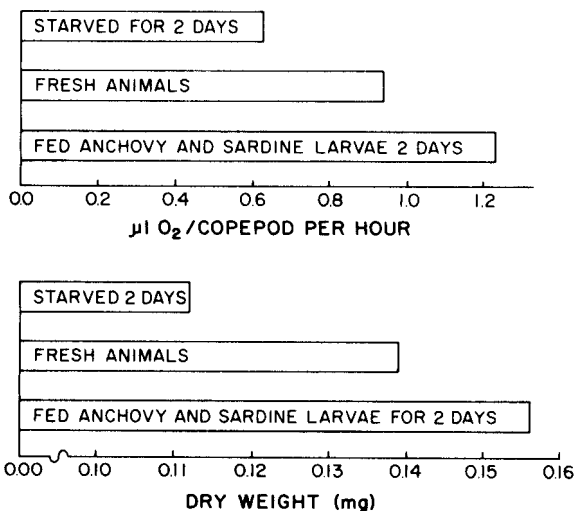 STARVED FOR 2 DAYS
FRESH ANIMALS
FED ANCHOVY AND SARDINE LARVAE 2 DAYS
0.0 0.2 0.4 0.6 0.8 1.0 1.2
µl O₂/COPEPOD PER HOUR
STARVED 2 DAYS
FRESH ANIMALS
FED ANCHOVY AND SARDINE LARVAE FOR 2 DAYS
0.00 0.10 0.11 0.12 0.13 0.14 0.15 0.16
DRY WEIGHT (mg)